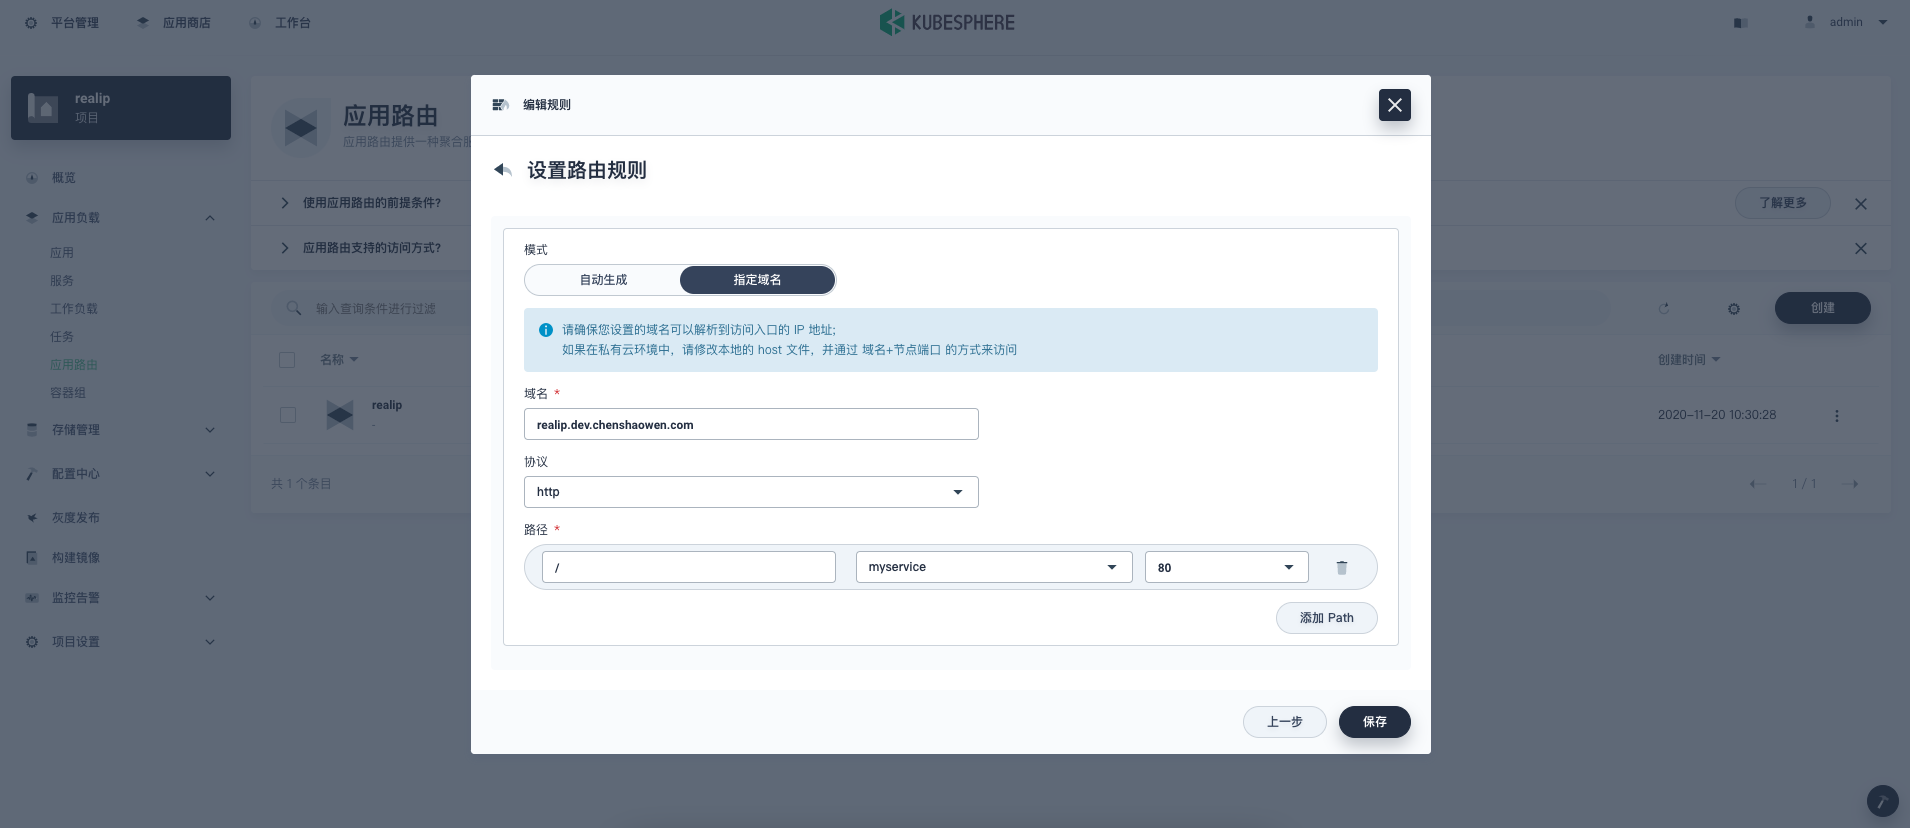 平台管理
应用商店
工作台
KUBESPHERE
admin
realip
项目
概览
应用负载
应用
服务
工作负载
任务
应用路由
容器组
存储管理
配置中心
灰度发布
构建镜像
监控告警
项目设置
应用路由
应用路由提供一种聚合服
使用应用路由的前提条件?
应用路由支持的访问方式?
了解更多
输入查询条件进行过滤
创建
名称
创建时间
realip
-
2020-11-20 10:30:28
共 1 个条目
1 / 1
编辑规则
设置路由规则
模式
自动生成
指定域名
请确保您设置的域名可以解析到访问入口的 IP 地址;
如果在私有云环境中，请修改本地的 host 文件，并通过 域名+节点端口 的方式来访问
域名 *
realip.dev.chenshaowen.com
协议
http
路径 *
/
myservice
80
添加 Path
上一步
保存